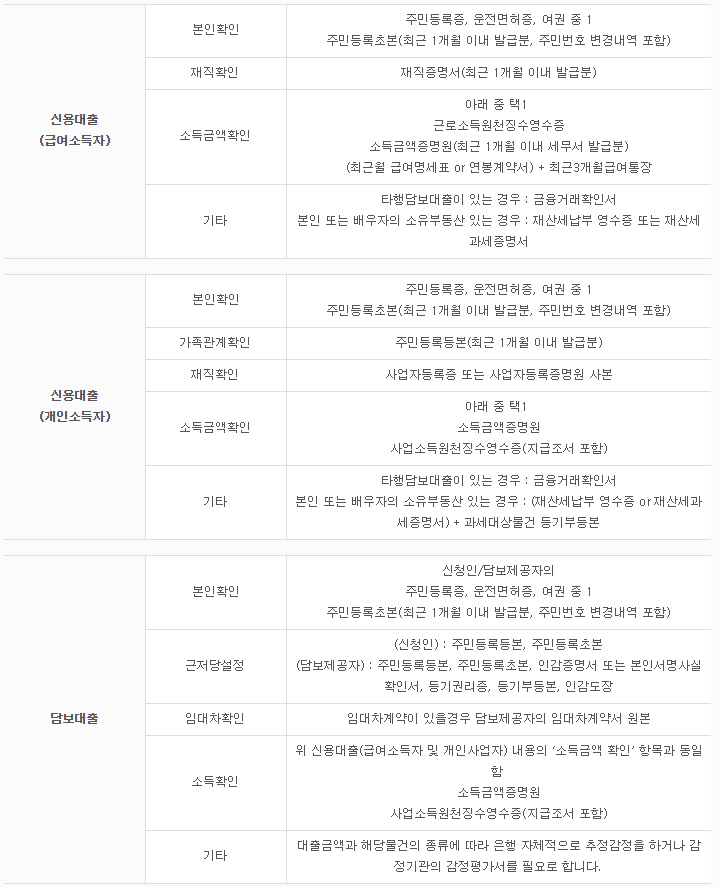 신용대출
(급여소득자)
본인확인
주민등록증, 운전면허증, 여권 중 1
주민등록초본(최근 1개월 이내 발급분, 주민번호 변경내역 포함)
재직확인
재직증명서(최근 1개월 이내 발급분)
소득금액확인
아래 중 택1
근로소득원천징수영수증
소득금액증명원(최근 1개월 이내 세무서 발급분)
(최근월 급여명세표 or 연봉계약서) + 최근3개월급여통장
기타
타행담보대출이 있는 경우 : 금융거래확인서
본인 또는 배우자의 소유부동산 있는 경우 : 재산세납부 영수증 또는 재산세
과세증명서
신용대출
(개인소득자)
본인확인
주민등록증, 운전면허증, 여권 중 1
주민등록초본(최근 1개월 이내 발급분, 주민번호 변경내역 포함)
가족관계확인
주민등록등본(최근 1개월 이내 발급분)
재직확인
사업자등록증 또는 사업자등록증명원 사본
소득금액확인
아래 중 택1
소득금액증명원
사업소득원천징수영수증(지급조서 포함)
기타
타행담보대출이 있는 경우 : 금융거래확인서
본인 또는 배우자의 소유부동산 있는 경우 : (재산세납부 영수증 or 재산세과
세증명서) + 과세대상물건 등기부등본
담보대출
본인확인
신청인/담보제공자의
주민등록증, 운전면허증, 여권 중 1
주민등록초본(최근 1개월 이내 발급분, 주민번호 변경내역 포함)
근저당설정
(신청인) : 주민등록등본, 주민등록초본
(담보제공자) : 주민등록등본, 주민등록초본, 인감증명서 또는 본인서명사실
확인서, 등기권리증, 등기부등본, 인감도장
임대차확인
임대차계약이 있을경우 담보제공자의 임대차계약서 원본
소득확인
위 신용대출(급여소득자 및 개인사업자) 내용의 ‘소득금액 확인’ 항목과 동일
함
소득금액증명원
사업소득원천징수영수증(지급조서 포함)
기타
대출금액과 해당물건의 종류에 따라 은행 자체적으로 추정감정을 하거나 감
정기관의 감정평가서를 필요로 합니다.